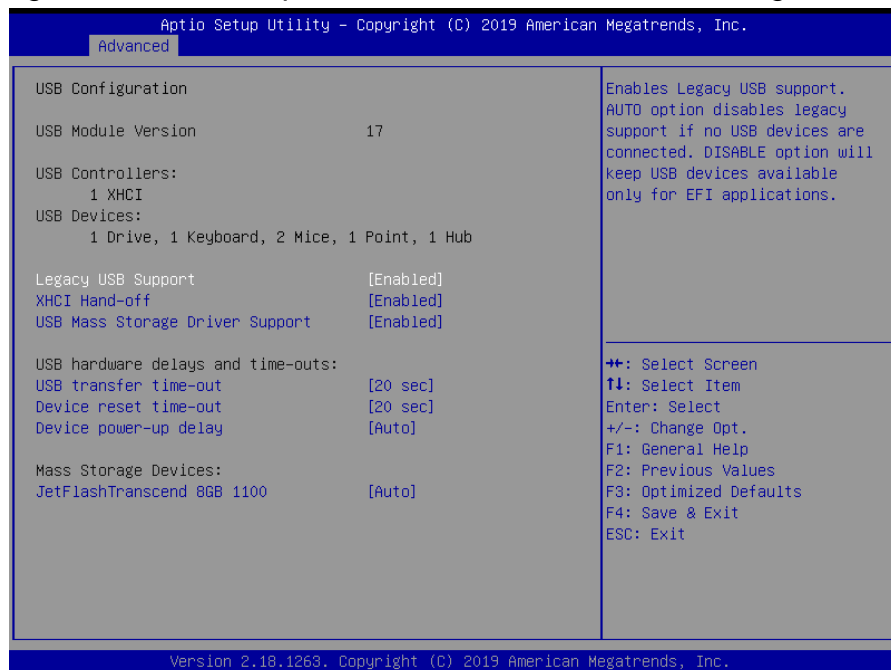 Aptio Setup Utility – Copyright (C) 2019 American Megatrends, Inc.
Advanced
USB Configuration
USB Module Version 17
USB Controllers:
1 XHCI
USB Devices:
1 Drive, 1 Keyboard, 2 Mice, 1 Point, 1 Hub
Legacy USB Support [Enabled]
XHCI Hand-off [Enabled]
USB Mass Storage Driver Support [Enabled]
USB hardware delays and time-outs:
USB transfer time-out [20 sec]
Device reset time-out [20 sec]
Device power-up delay [Auto]
Mass Storage Devices:
JetFlashTranscend 8GB 1100 [Auto]
Enables Legacy USB support.
AUTO option disables legacy
support if no USB devices are
connected. DISABLE option will
keep USB devices available
only for EFI applications.
→←: Select Screen
↑↓: Select Item
Enter: Select
+/-: Change Opt.
F1: General Help
F2: Previous Values
F3: Optimized Defaults
F4: Save & Exit
ESC: Exit
Version 2.18.1263. Copyright (C) 2019 American Megatrends, Inc.